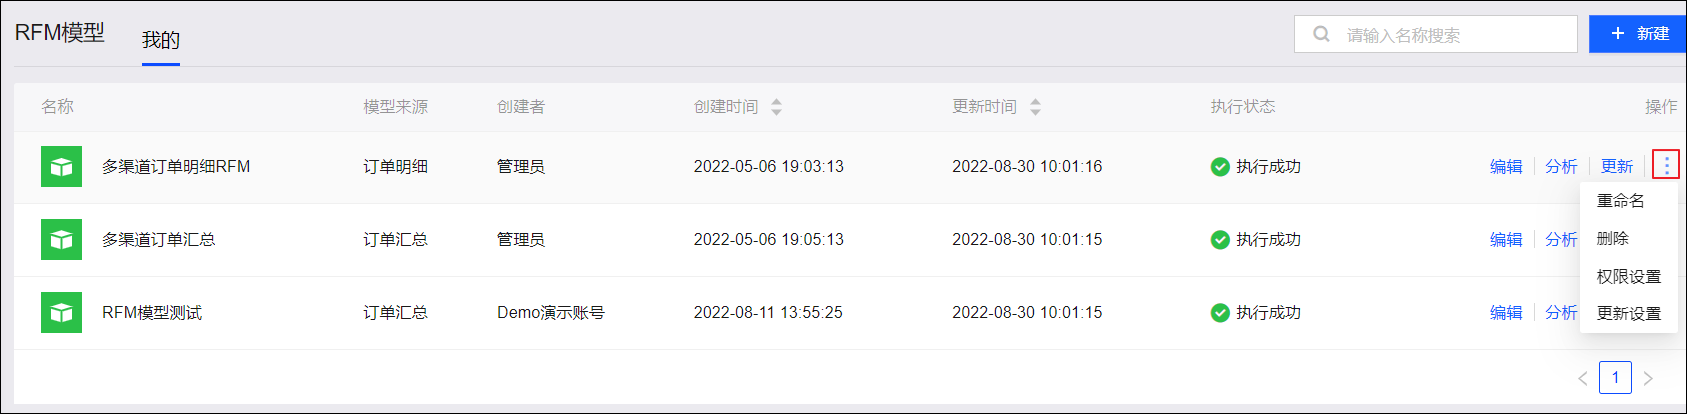 RFM模型 我的 请输入名称搜索 + 新建
名称 模型来源 创建者 创建时间 更新时间 执行状态 操作
多渠道订单明细RFM 订单明细 管理员 2022-05-06 19:03:13 2022-08-30 10:01:16 执行成功 编辑 分析 更新
重命名
多渠道订单汇总 订单汇总 管理员 2022-05-06 19:05:13 2022-08-30 10:01:15 执行成功 编辑 分析 删除
权限设置
RFM模型测试 订单汇总 Demo演示账号 2022-08-11 13:55:25 2022-08-30 10:01:15 执行成功 编辑 分析 更新设置
1